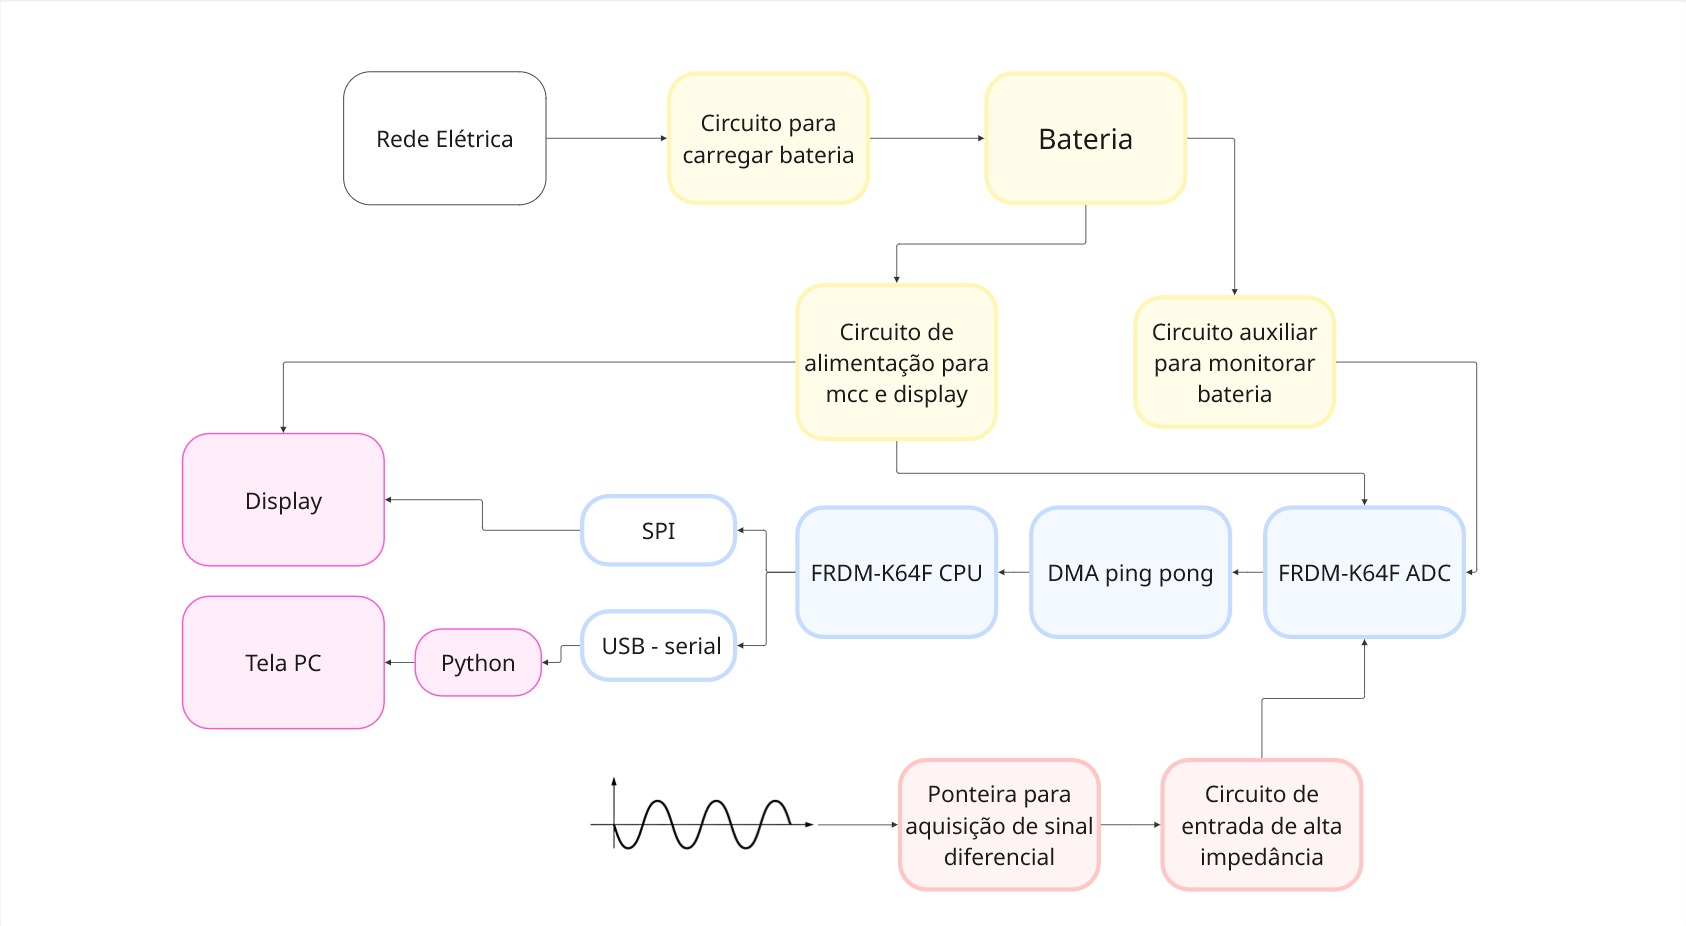 Rede Elétrica
Circuito para
carregar bateria
Bateria
Circuito de
alimentação para
mcc e display
Circuito auxiliar
para monitorar
bateria
Display
SPI
FRDM-K64F CPU
DMA ping pong
FRDM-K64F ADC
Tela PC
Python
USB - serial
Ponteira para
aquisição de sinal
diferencial
Circuito de
entrada de alta
impedância